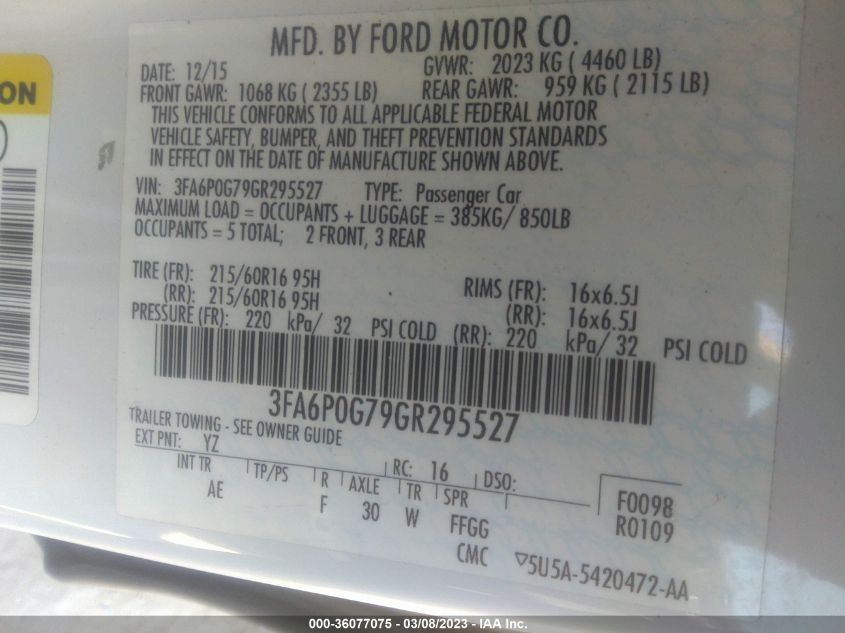 ON
MFD. BY FORD MOTOR CO.
DATE: 12/15 GVWR: 2023 KG ( 4460 LB)
FRONT GAWR: 1068 KG ( 2355 LB) REAR GAWR: 959 KG ( 2115 LB)
THIS VEHICLE CONFORMS TO ALL APPLICABLE FEDERAL MOTOR
VEHICLE SAFETY, BUMPER, AND THEFT PREVENTION STANDARDS
IN EFFECT ON THE DATE OF MANUFACTURE SHOWN ABOVE.
VIN: 3FA6P0G79GR295527 TYPE: Passenger Car
MAXIMUM LOAD = OCCUPANTS + LUGGAGE = 385KG/ 850LB
OCCUPANTS = 5 TOTAL; 2 FRONT, 3 REAR
TIRE (FR): 215/60R16 95H RIMS (FR): 16x6.5J
(RR): 215/60R16 95H (RR): 16x6.5J
PRESSURE (FR): 220 kPa/ 32 PSI COLD (RR): 220 kPa/ 32 PSI COLD
3FA6P0G79GR295527
TRAILER TOWING - SEE OWNER GUIDE
EXT PNT: YZ RC: 16 DSO:
INT TR TP/PS R AXLE TR SPR
AE F 30 W FFGG
CMC
F0098
R0109
5U5A-5420472-AA
000-36077075 - 03/08/2023 - IAA Inc.